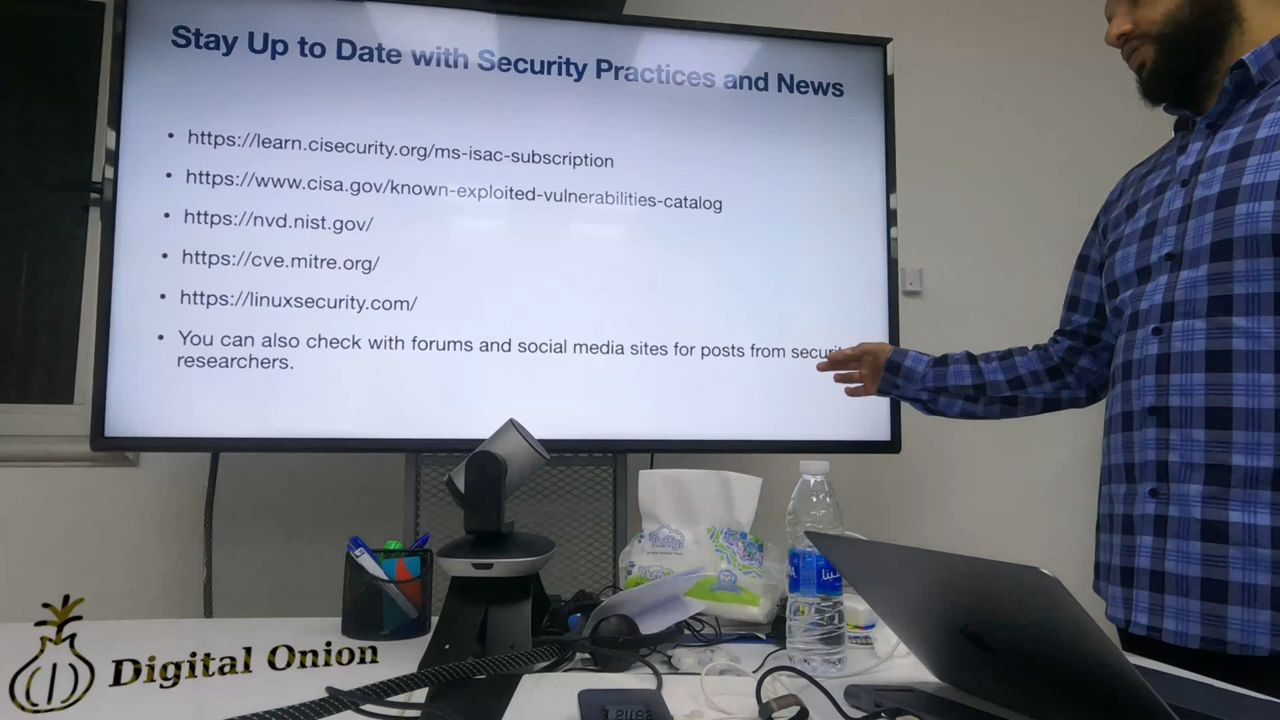 Stay Up to Date with Security Practices and News
• https://learn.cisecurity.org/ms-isac-subscription
• https://www.cisa.gov/known-exploited-vulnerabilities-catalog
• https://nvd.nist.gov/
• https://cve.mitre.org/
• https://linuxsecurity.com/
• You can also check with forums and social media sites for posts from
researchers.
fluffy
Digital Onion